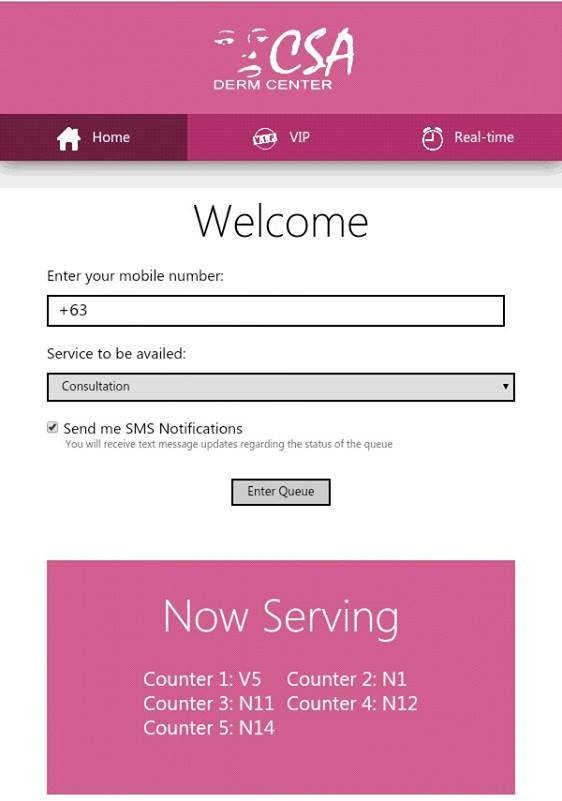 CSA
DERM CENTER
Home VIP Real-time
Welcome
Enter your mobile number:
+63
Service to be availed:
Consultation
Send me SMS Notifications
You will receive text message updates regarding the status of the queue
Enter Queue
Now Serving
Counter 1: V5 Counter 2: N1
Counter 3: N11 Counter 4: N12
Counter 5: N14